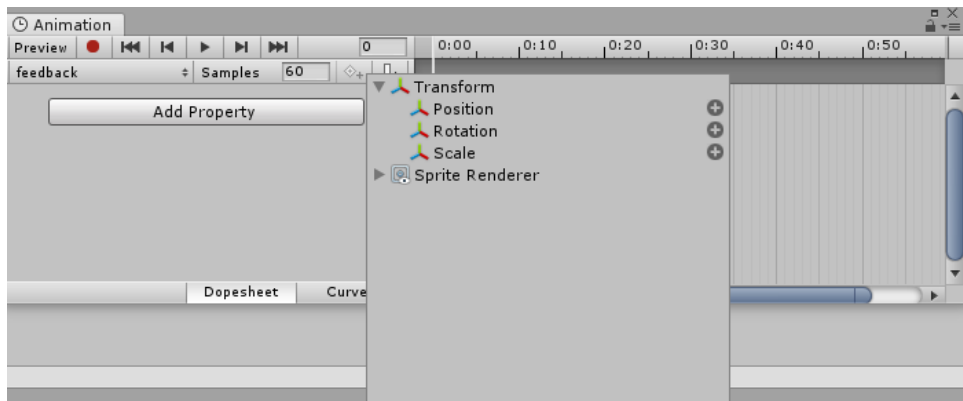 Animation
Preview 0 0:00 0:10 0:20 0:30 0:40 0:50
feedback Samples 60
Transform
Add Property
Position
Rotation
Scale
Sprite Renderer
Dopesheet Curve